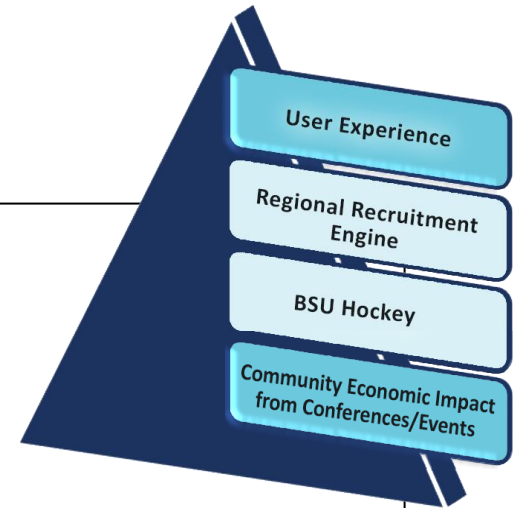 User Experience
Regional Recruitment
Engine
BSU Hockey
Community Economic Impact
from Conferences/Events